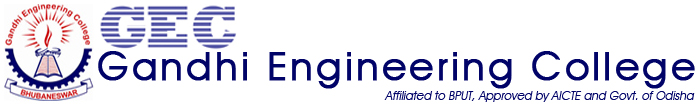 Gandhi Engineering College
BHUBANESWAR
GEC
Gandhi Engineering College
Affiliated to BPUT, Approved by AICTE and Govt. of Odisha